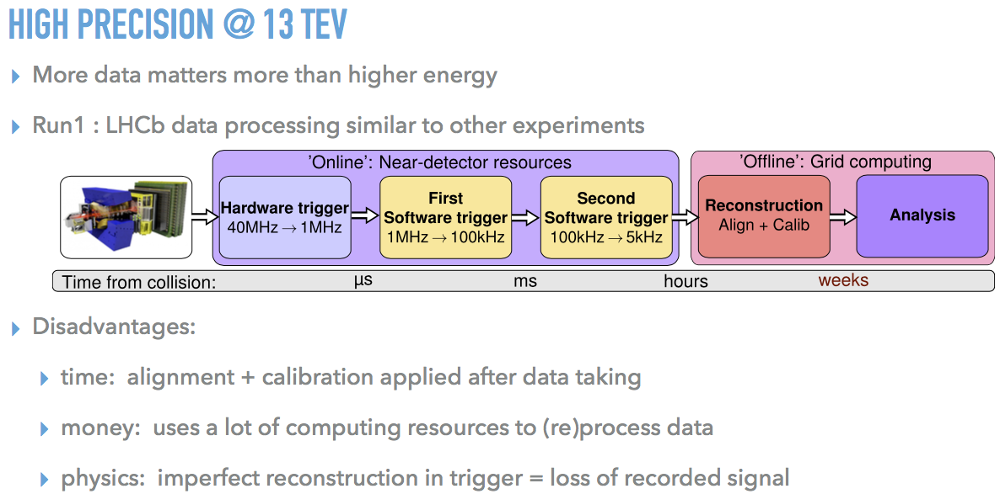 HIGH PRECISION @ 13 TEV
More data matters more than higher energy
Run1 : LHCb data processing similar to other experiments
'Online': Near-detector resources
'Offline': Grid computing
Hardware trigger
40MHz → 1MHz
First
Software trigger
1MHz → 100kHz
Second
Software trigger
100kHz → 5kHz
Reconstruction
Align + Calib
Analysis
Time from collision: μs ms hours weeks
Disadvantages:
time: alignment + calibration applied after data taking
money: uses a lot of computing resources to (re)process data
physics: imperfect reconstruction in trigger = loss of recorded signal